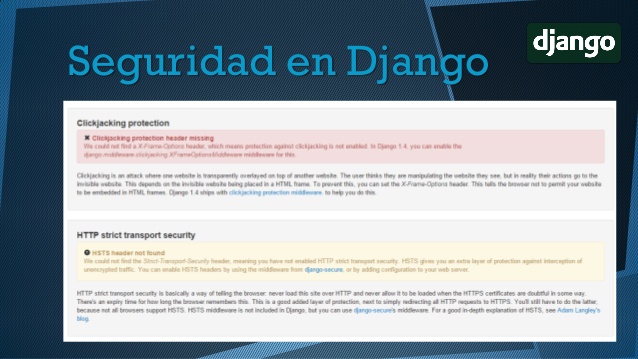 Seguridad en Django
django
Clickjacking protection
✖ Clickjacking protection header missing
We could not find a X-Frame-Options header, which means protection against clickjacking is not enabled. In Django 1.4, you can enable the
django.middleware.clickjacking.XFrameOptionsMiddleware middleware for this.
Clickjacking is an attack where one website is transparently overlayed on top of another website. The user thinks they are manipulating the website they see, but in reality their actions go to the
invisible website. This depends on the invisible website being placed in a HTML frame. To prevent this, you can set the X-Frame-Options header. This tells the browser not to permit your website
to be embedded in HTML frames. Django 1.4 ships with clickjacking protection middleware, to help you do this.
HTTP strict transport security
HSTS header not found
We could not find the Strict-Transport-Security header, meaning you have not enabled HTTP strict transport security. HSTS gives you an extra layer of protection against interception of
unencrypted traffic. You can enable HSTS headers by using the middleware from django-secure, or by adding configuration to your web server.
HTTP strict transport security is basically a way of telling the browser: never load this site over HTTP and never allow it to be loaded when the HTTPS certificates are doubtful in some way.
There's an expiry time for how long the browser remembers this. This is a good added layer of protection, next to simply redirecting all HTTP requests to HTTPS. You'll still have to do the latter,
because not all browsers support HSTS. HSTS middleware is not included in Django, but you can use django-secure's middleware. For a good in-depth explanation of HSTS, see Adam Langley's
blog.